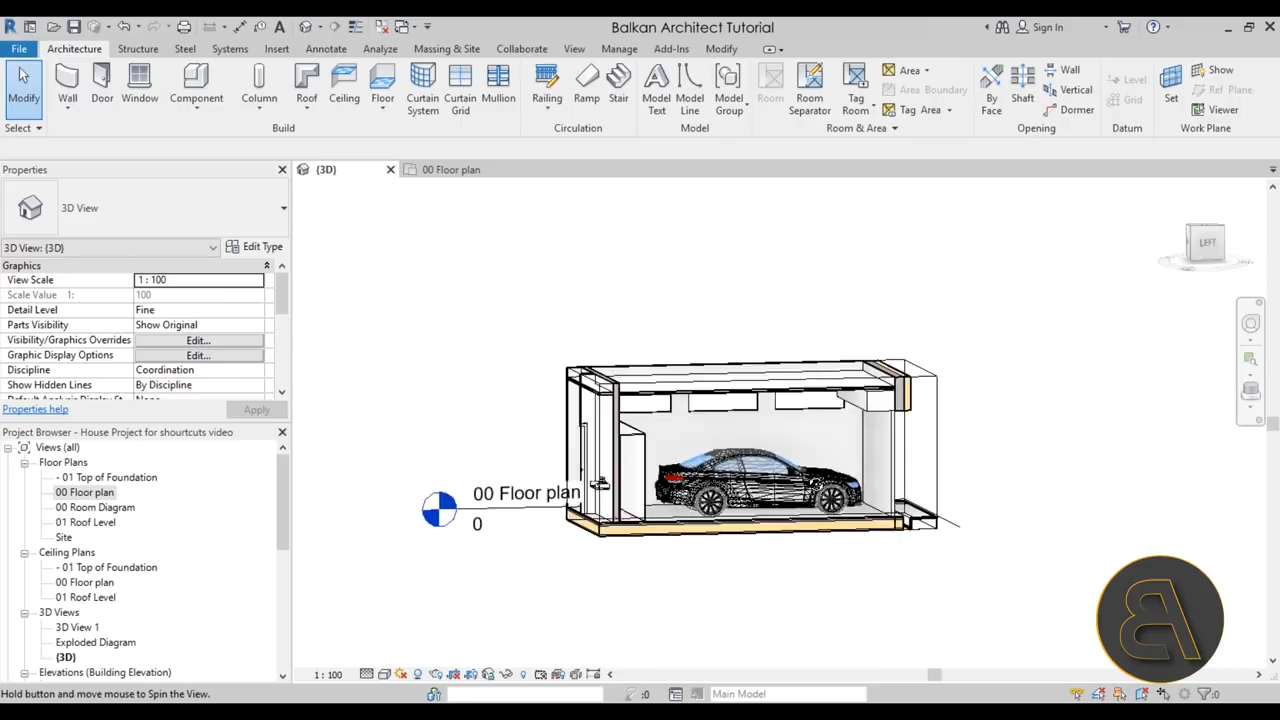 Balkan Architect Tutorial
Sign In
File Architecture Structure Steel Systems Insert Annotate Analyze Massing & Site Collaborate View Manage Add-Ins Modify
Modify Wall Door Window Component Column Roof Ceiling Floor Curtain System Curtain Grid Mullion Railing Ramp Stair Model Text Model Line Model Group Room Room Separator Tag Room Area Area Boundary Tag Area By Face Shaft Wall Vertical Dormer Level Grid Set Show Ref Plane Viewer
Select Build Circulation Model Room & Area Opening Datum Work Plane
Properties
{3D}
00 Floor plan
3D View
3D View: {3D}
Edit Type
Graphics
View Scale 1 : 100
Scale Value 1: 100
Detail Level Fine
Parts Visibility Show Original
Visibility/Graphics Overrides Edit...
Graphic Display Options Edit...
Discipline Coordination
Show Hidden Lines By Discipline
Properties help
Apply
Project Browser - House Project for shourtcuts video
Views (all)
Floor Plans
- 01 Top of Foundation
00 Floor plan
00 Room Diagram
01 Roof Level
Site
Ceiling Plans
- 01 Top of Foundation
00 Floor plan
01 Roof Level
3D Views
3D View 1
Exploded Diagram
{3D}
Elevations (Building Elevation)
LEFT
00 Floor plan
0
1 : 100
Hold button and move mouse to Spin the View.
:0
Main Model
:0